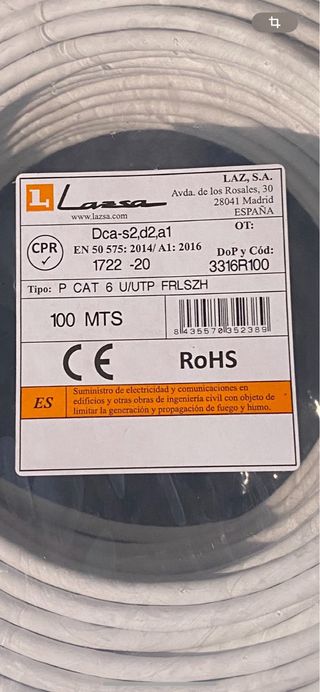 L Lazsa
www.lazsa.com
LAZ, S.A.
Avda. de los Rosales, 30
28041 Madrid
ESPAÑA
CPR
Dca-s2,d2,a1
OT:
EN 50 575: 2014/ A1: 2016
DoP y Cód:
1722 -20
3316R100
Tipo: P CAT 6 U/UTP FRLSZH
100 MTS
8 435570 352389
CE
RoHS
ES
Suministro de electricidad y comunicaciones en
edificios y otras obras de ingeniería civil con objeto de
limitar la generación y propagación de fuego y humo.